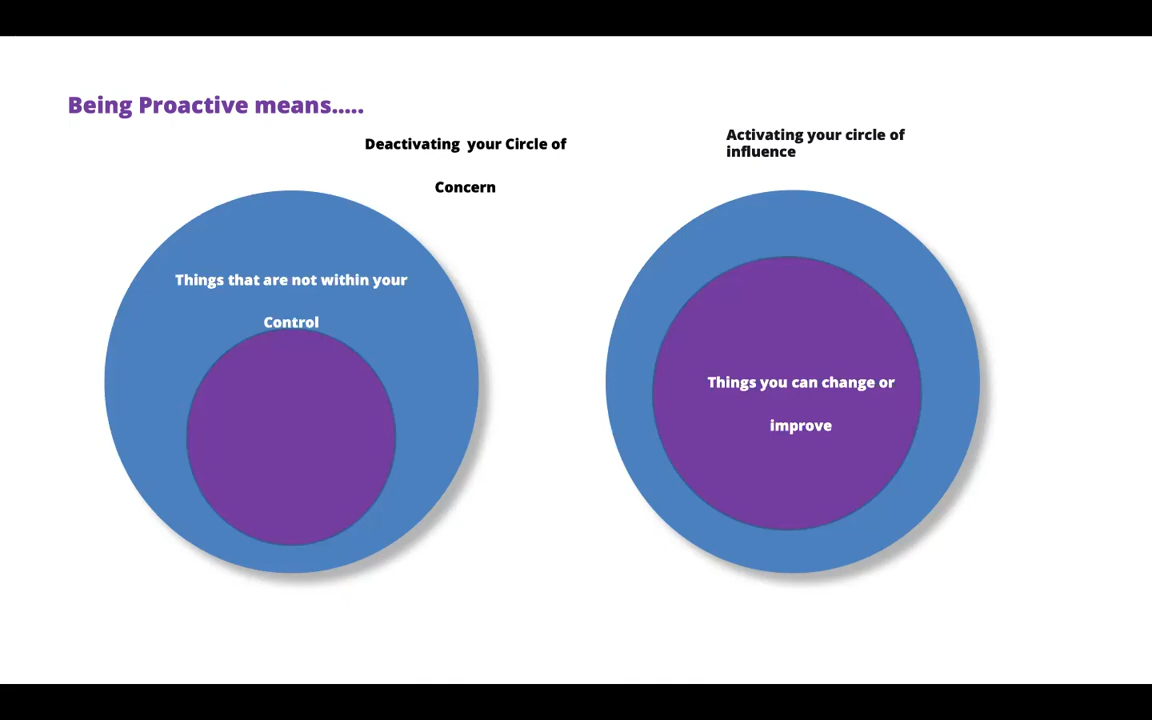 Being Proactive means.....
Deactivating  your Circle of
Concern
Activating your circle of
influence
Things that are not within your
Control
Things you can change or
improve